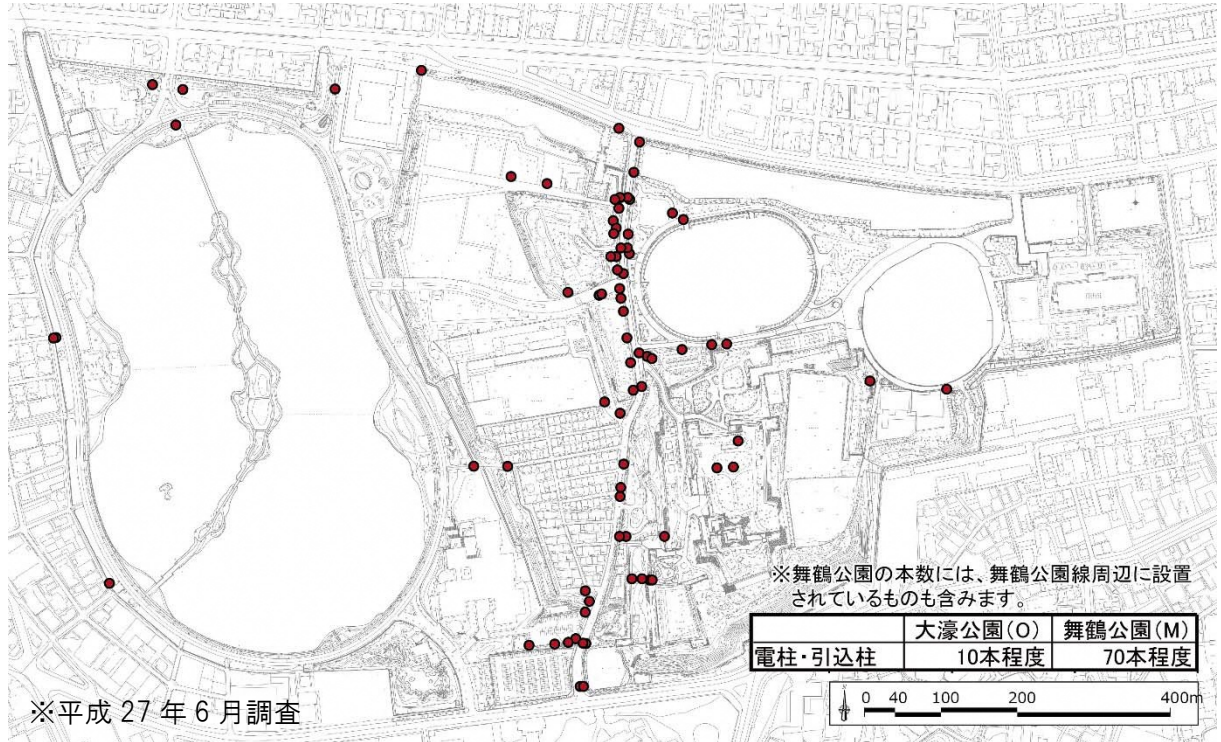 ※舞鶴公園の本数には、舞鶴公園線周辺に設置
されているものも含みます。
大濠公園(O) 舞鶴公園(M)
電柱・引込柱 10本程度 70本程度
0 40 100 200 400m
※平成 27 年 6 月調査